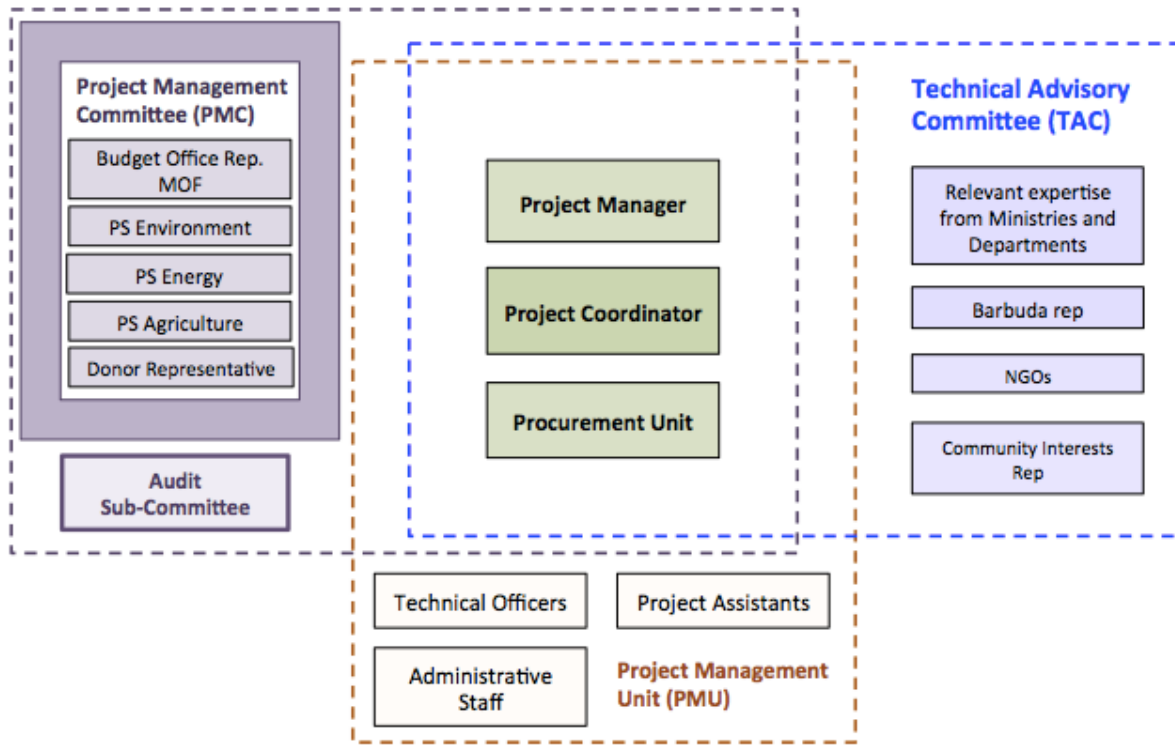 Project Management
Committee (PMC)
Budget Office Rep.
MOF
PS Environment
PS Energy
PS Agriculture
Donor Representative
Audit
Sub-Committee
Project Manager
Project Coordinator
Procurement Unit
Technical Advisory
Committee (TAC)
Relevant expertise
from Ministries and
Departments
Barbuda rep
NGOs
Community Interests
Rep
Technical Officers
Project Assistants
Administrative
Staff
Project Management
Unit (PMU)